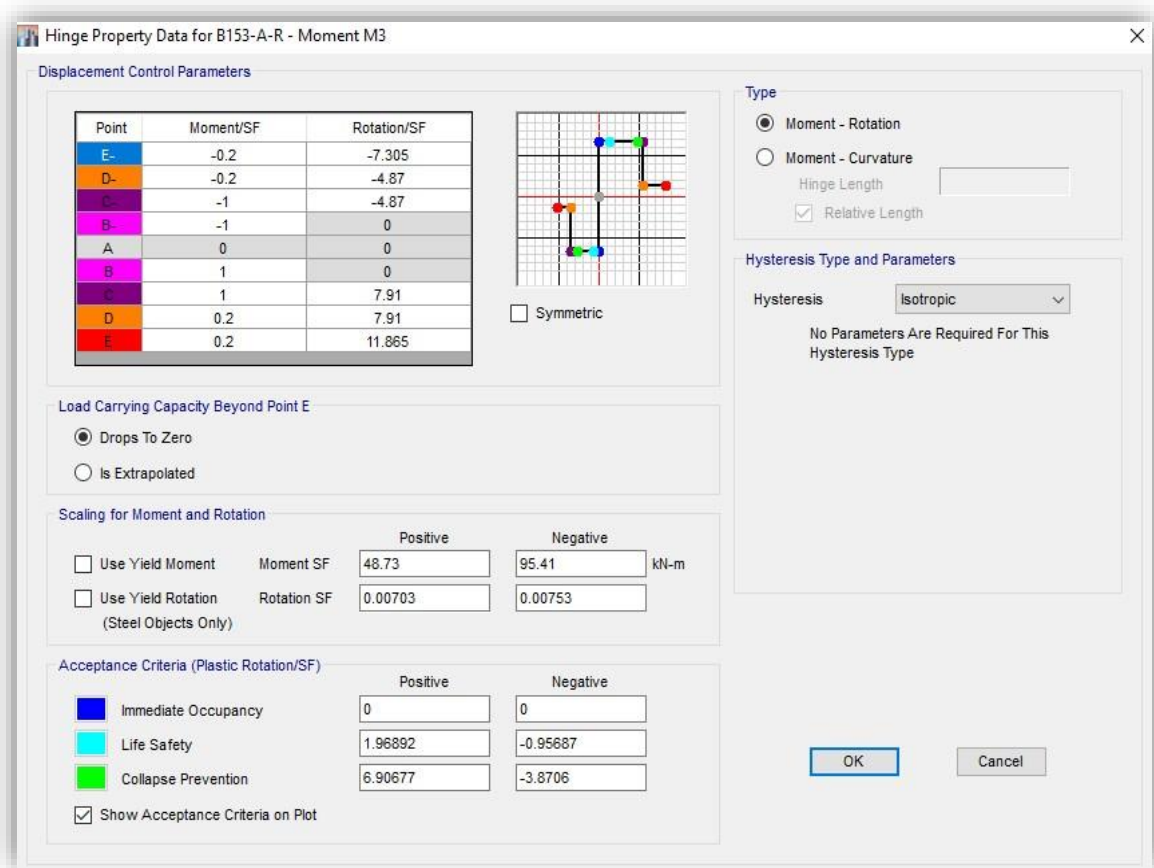 Hinge Property Data for B153-A-R - Moment M3
Displacement Control Parameters
Point Moment/SF Rotation/SF
E- -0.2 -7.305
D- -0.2 -4.87
C- -1 -4.87
B- -1 0
A 0 0
B 1 0
C 1 7.91
D 0.2 7.91
E 0.2 11.865
Symmetric
Load Carrying Capacity Beyond Point E
Drops To Zero
Is Extrapolated
Scaling for Moment and Rotation
Positive Negative
Use Yield Moment Moment SF 48.73 95.41 kN-m
Use Yield Rotation Rotation SF 0.00703 0.00753
(Steel Objects Only)
Acceptance Criteria (Plastic Rotation/SF)
Positive Negative
Immediate Occupancy 0 0
Life Safety 1.96892 -0.95687
Collapse Prevention 6.90677 -3.8706
Show Acceptance Criteria on Plot
Type
Moment - Rotation
Moment - Curvature
Hinge Length
Relative Length
Hysteresis Type and Parameters
Hysteresis Isotropic
No Parameters Are Required For This
Hysteresis Type
OK Cancel